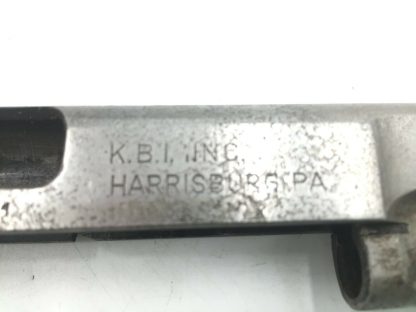 K.B.I, INC.
HARRISBURG, PA.